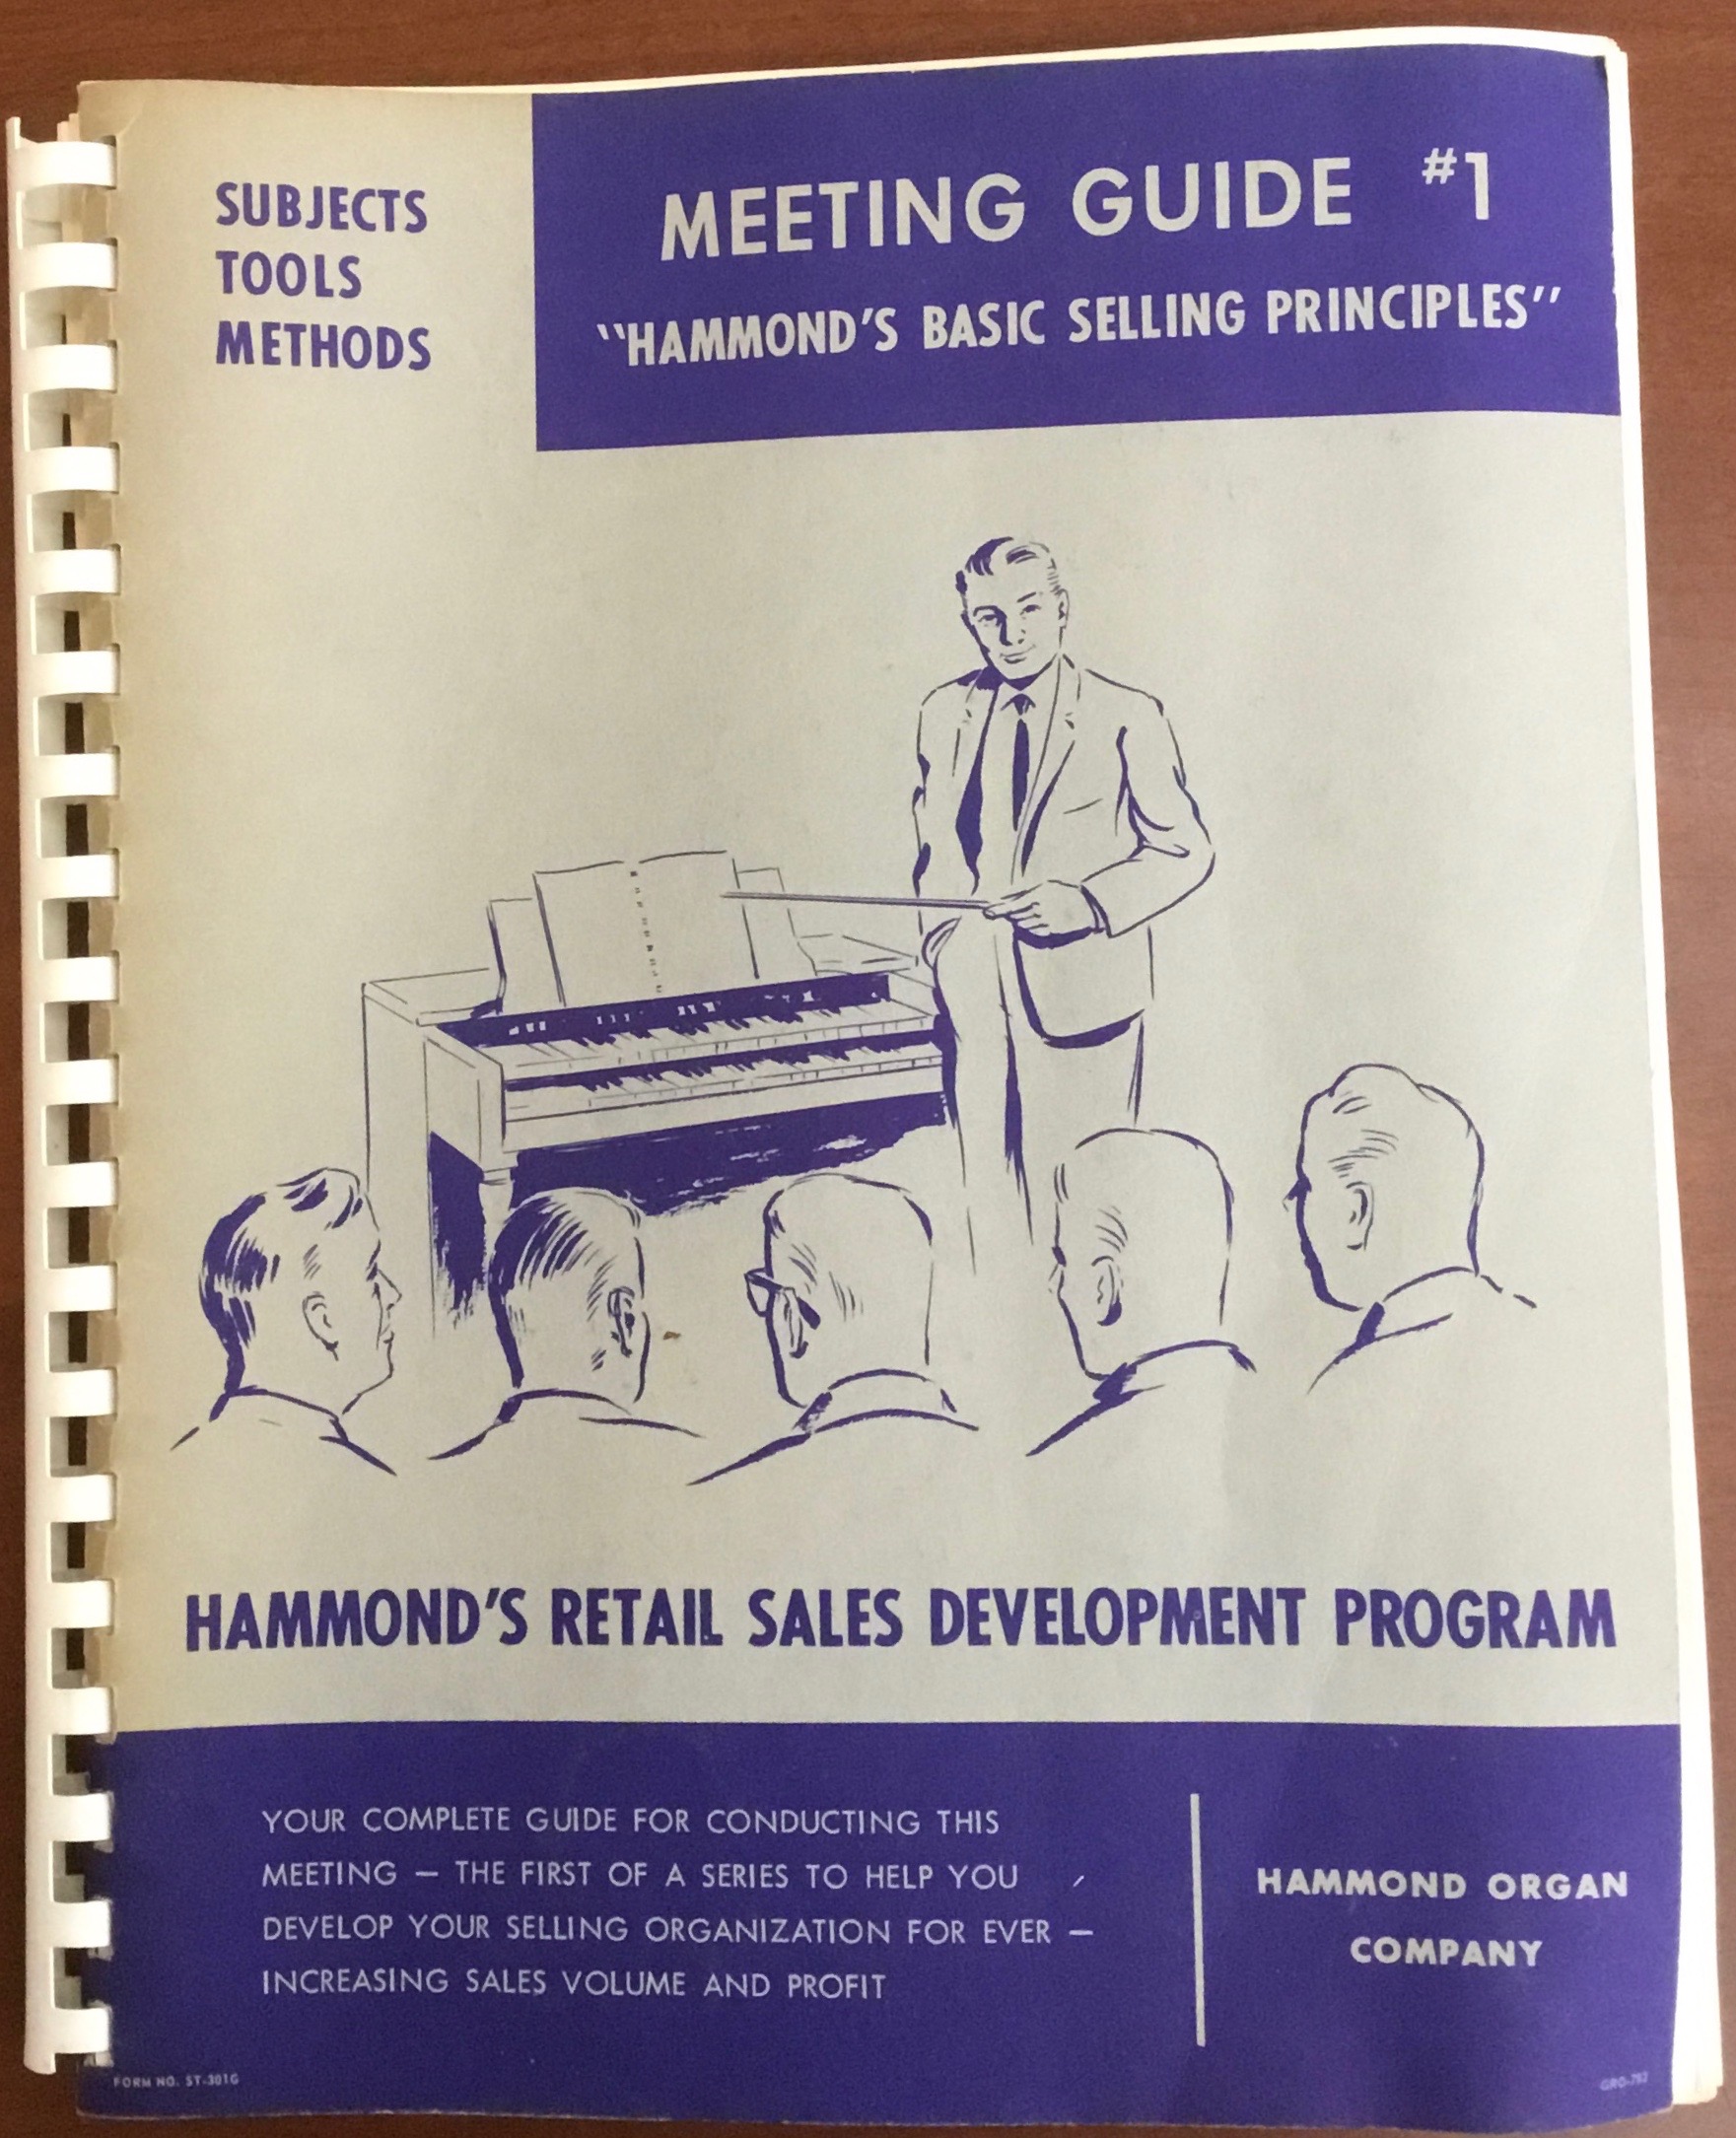 SUBJECTS
TOOLS
METHODS
MEETING GUIDE #1
"HAMMOND'S BASIC SELLING PRINCIPLES"
HAMMOND'S RETAIL SALES DEVELOPMENT PROGRAM
YOUR COMPLETE GUIDE FOR CONDUCTING THIS
MEETING — THE FIRST OF A SERIES TO HELP YOU
DEVELOP YOUR SELLING ORGANIZATION FOR EVER —
INCREASING SALES VOLUME AND PROFIT
HAMMOND ORGAN
COMPANY
FORM NO. ST-301G